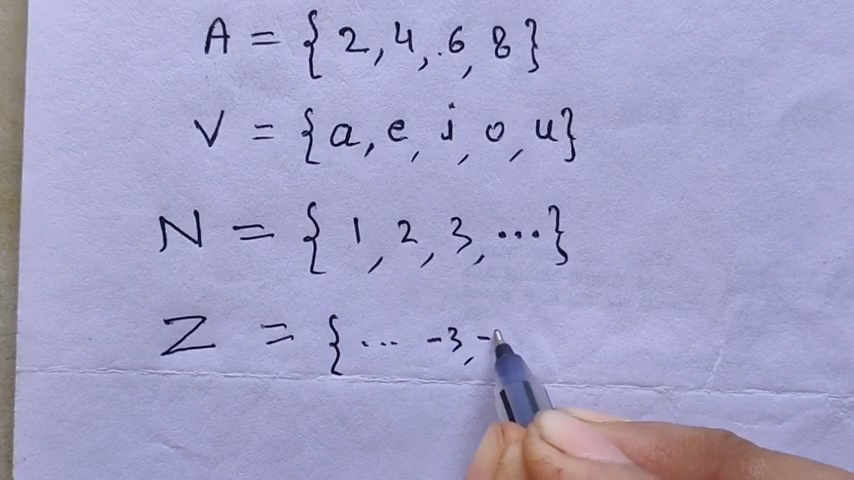 A = { 2, 4, 6, 8 }
V = { a, e, i, o, u }
N = { 1, 2, 3, ... }
Z = { ... -3, -